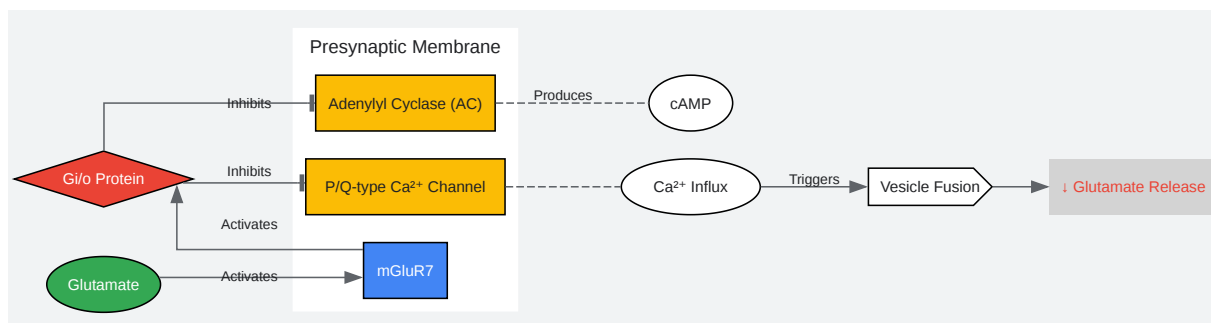 Presynaptic Membrane
Inhibits
Adenylyl Cyclase (AC)
Produces
cAMP
Gi/o Protein
Inhibits
P/Q-type Ca²⁺ Channel
Ca²⁺ Influx
Triggers
Vesicle Fusion
↓ Glutamate Release
Activates
Glutamate
Activates
mGluR7